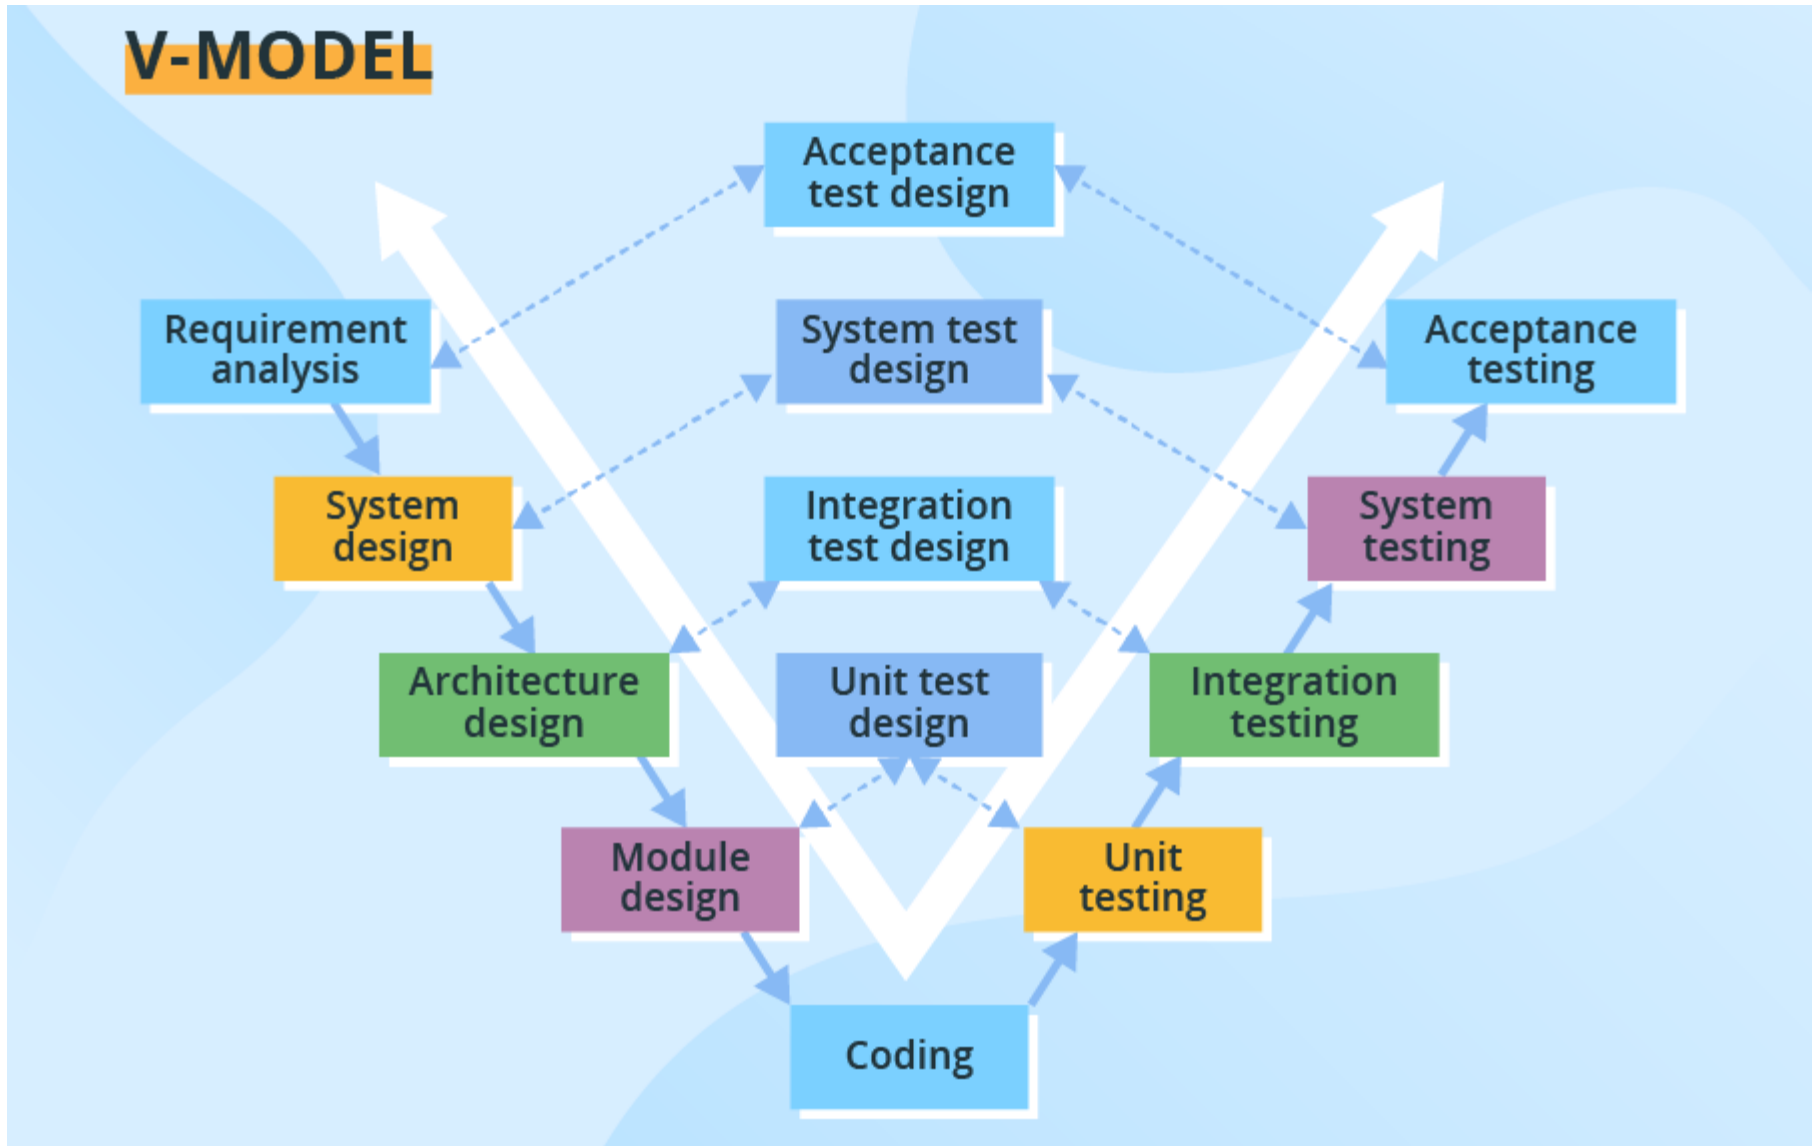 V-MODEL
Acceptance
test design
Requirement
analysis
System test
design
Acceptance
testing
System
design
Integration
test design
System
testing
Architecture
design
Unit test
design
Integration
testing
Module
design
Unit
testing
Coding